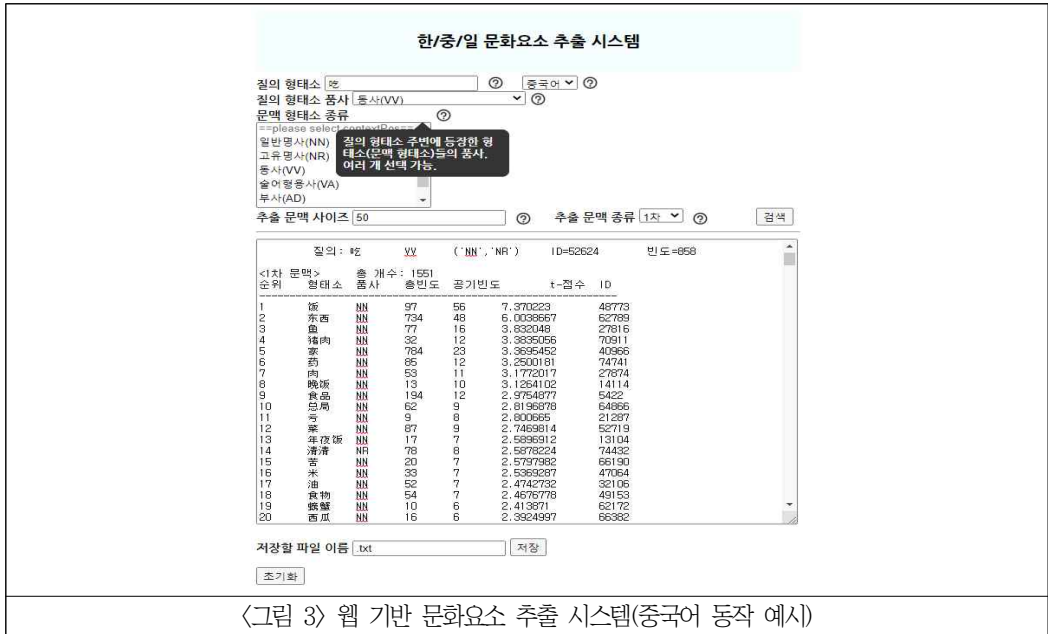 한/중/일 문화요소 추출 시스템
질의 형태소 吃 ? 중국어 ?
질의 형태소 품사 동사(VV) ?
문맥 형태소 종류 ?
==please select contextPos==
일반명사(NN)
고유명사(NR)
동사(VV)
술어형용사(VA)
부사(AD)
질의 형태소 주변에 등장한 형
태소(문맥 형태소)들의 품사.
여러 개 선택 가능.
추출 문맥 사이즈 50 ? 추출 문맥 종류 1차 ? 검색
질의: 吃 VV ('NN','NR') ID=52624 빈도=858
<1차 문맥> 총 개수: 1551
순위 형태소 품사 총빈도 공기빈도 t-점수 ID
1 饭 NN 97 56 7.370223 48773
2 东西 NN 734 48 6.0038667 62789
3 鱼 NN 77 16 3.832048 27816
4 猪肉 NN 32 12 3.3835056 70911
5 家 NN 784 23 3.3695452 40966
6 药 NN 85 12 3.2500181 74741
7 肉 NN 53 11 3.1772017 27874
8 晚饭 NN 13 10 3.1264102 14114
9 食品 NN 194 12 2.9754877 5422
10 总局 NN 62 9 2.8196878 64866
11 NN 9 8 2.800665 21287
12 菜 NN 87 9 2.7469814 52719
13 年夜饭 NN 17 7 2.5896912 13104
14 清清 NR 78 8 2.5878224 74432
15 苦 NN 20 7 2.5797982 66190
16 米 NN 33 7 2.5369287 47064
17 油 NN 52 7 2.4742732 32106
18 食物 NN 54 7 2.4676778 49153
19 螃蟹 NN 10 6 2.413871 62172
20 西瓜 NN 16 6 2.3924997 66382
저장할 파일 이름 .txt 저장
초기화
〈그림 3〉 웹 기반 문화요소 추출 시스템(중국어 동작 예시)